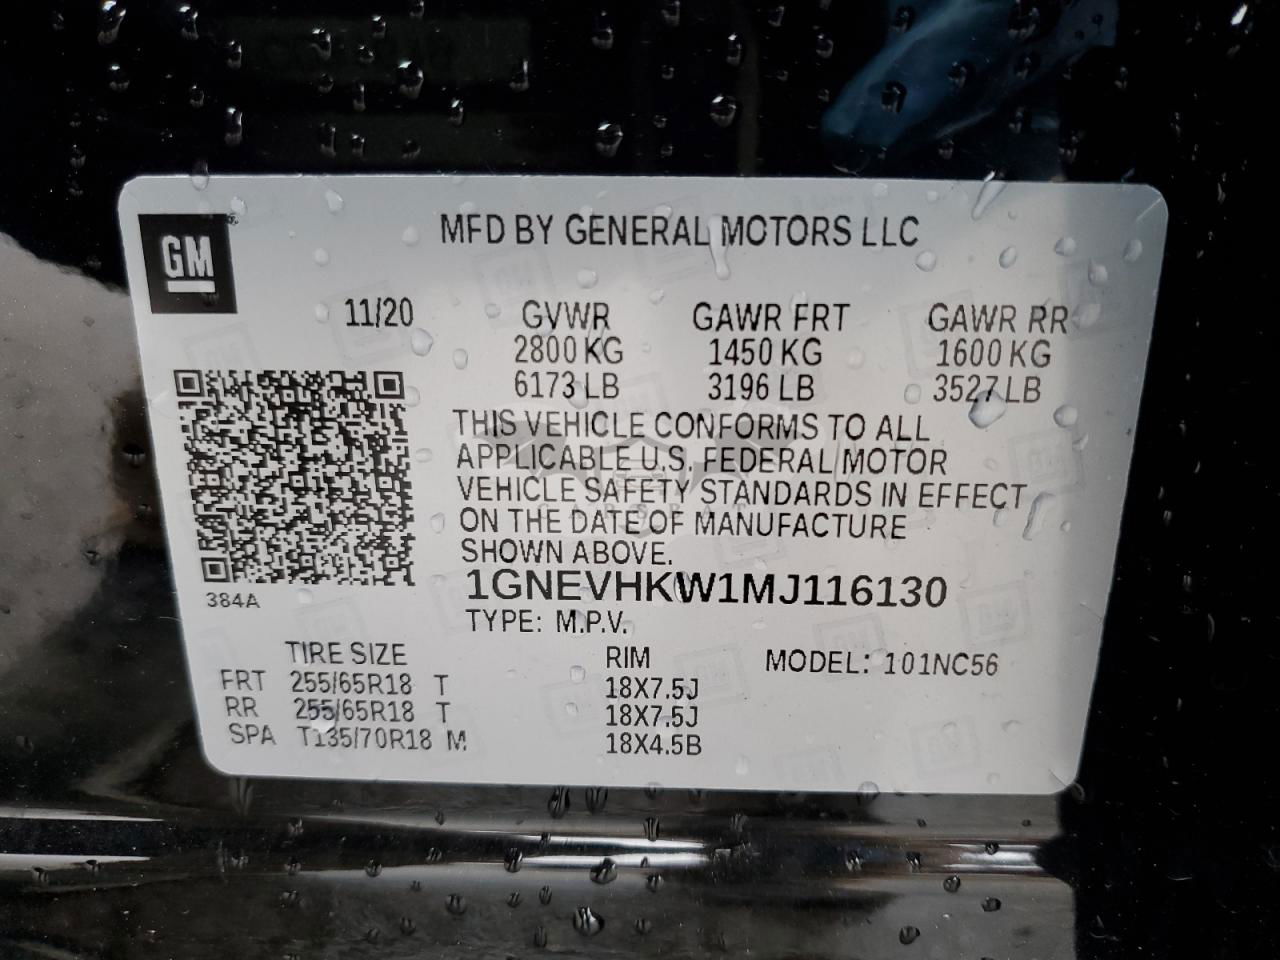 GM
MFD BY GENERAL MOTORS LLC
11/20 GVWR GAWR FRT GAWR RR
2800 KG 1450 KG 1600 KG
6173 LB 3196 LB 3527 LB
THIS VEHICLE CONFORMS TO ALL
APPLICABLE U.S. FEDERAL MOTOR
VEHICLE SAFETY STANDARDS IN EFFECT
ON THE DATE OF MANUFACTURE
SHOWN ABOVE.
1GNEVHKW1MJ116130
384A
TYPE: M.P.V.
TIRE SIZE RIM MODEL: 101NC56
FRT 255/65R18 T 18X7.5J
RR 255/65R18 T 18X7.5J
SPA T135/70R18 M 18X4.5B